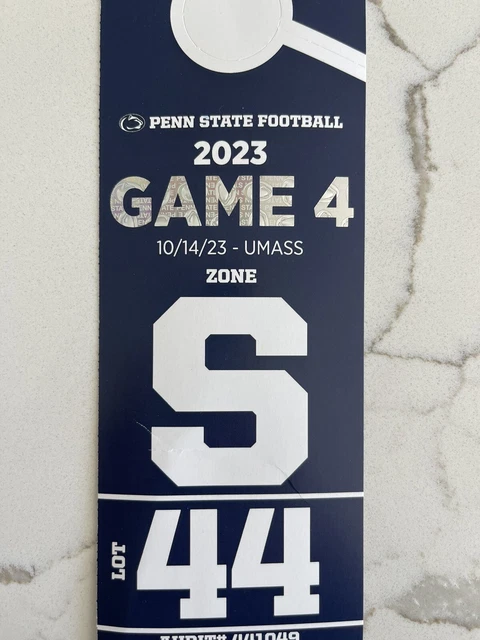 PENN STATE FOOTBALL
2023
GAME 4
10/14/23 - UMASS
ZONE
S
LOT
44